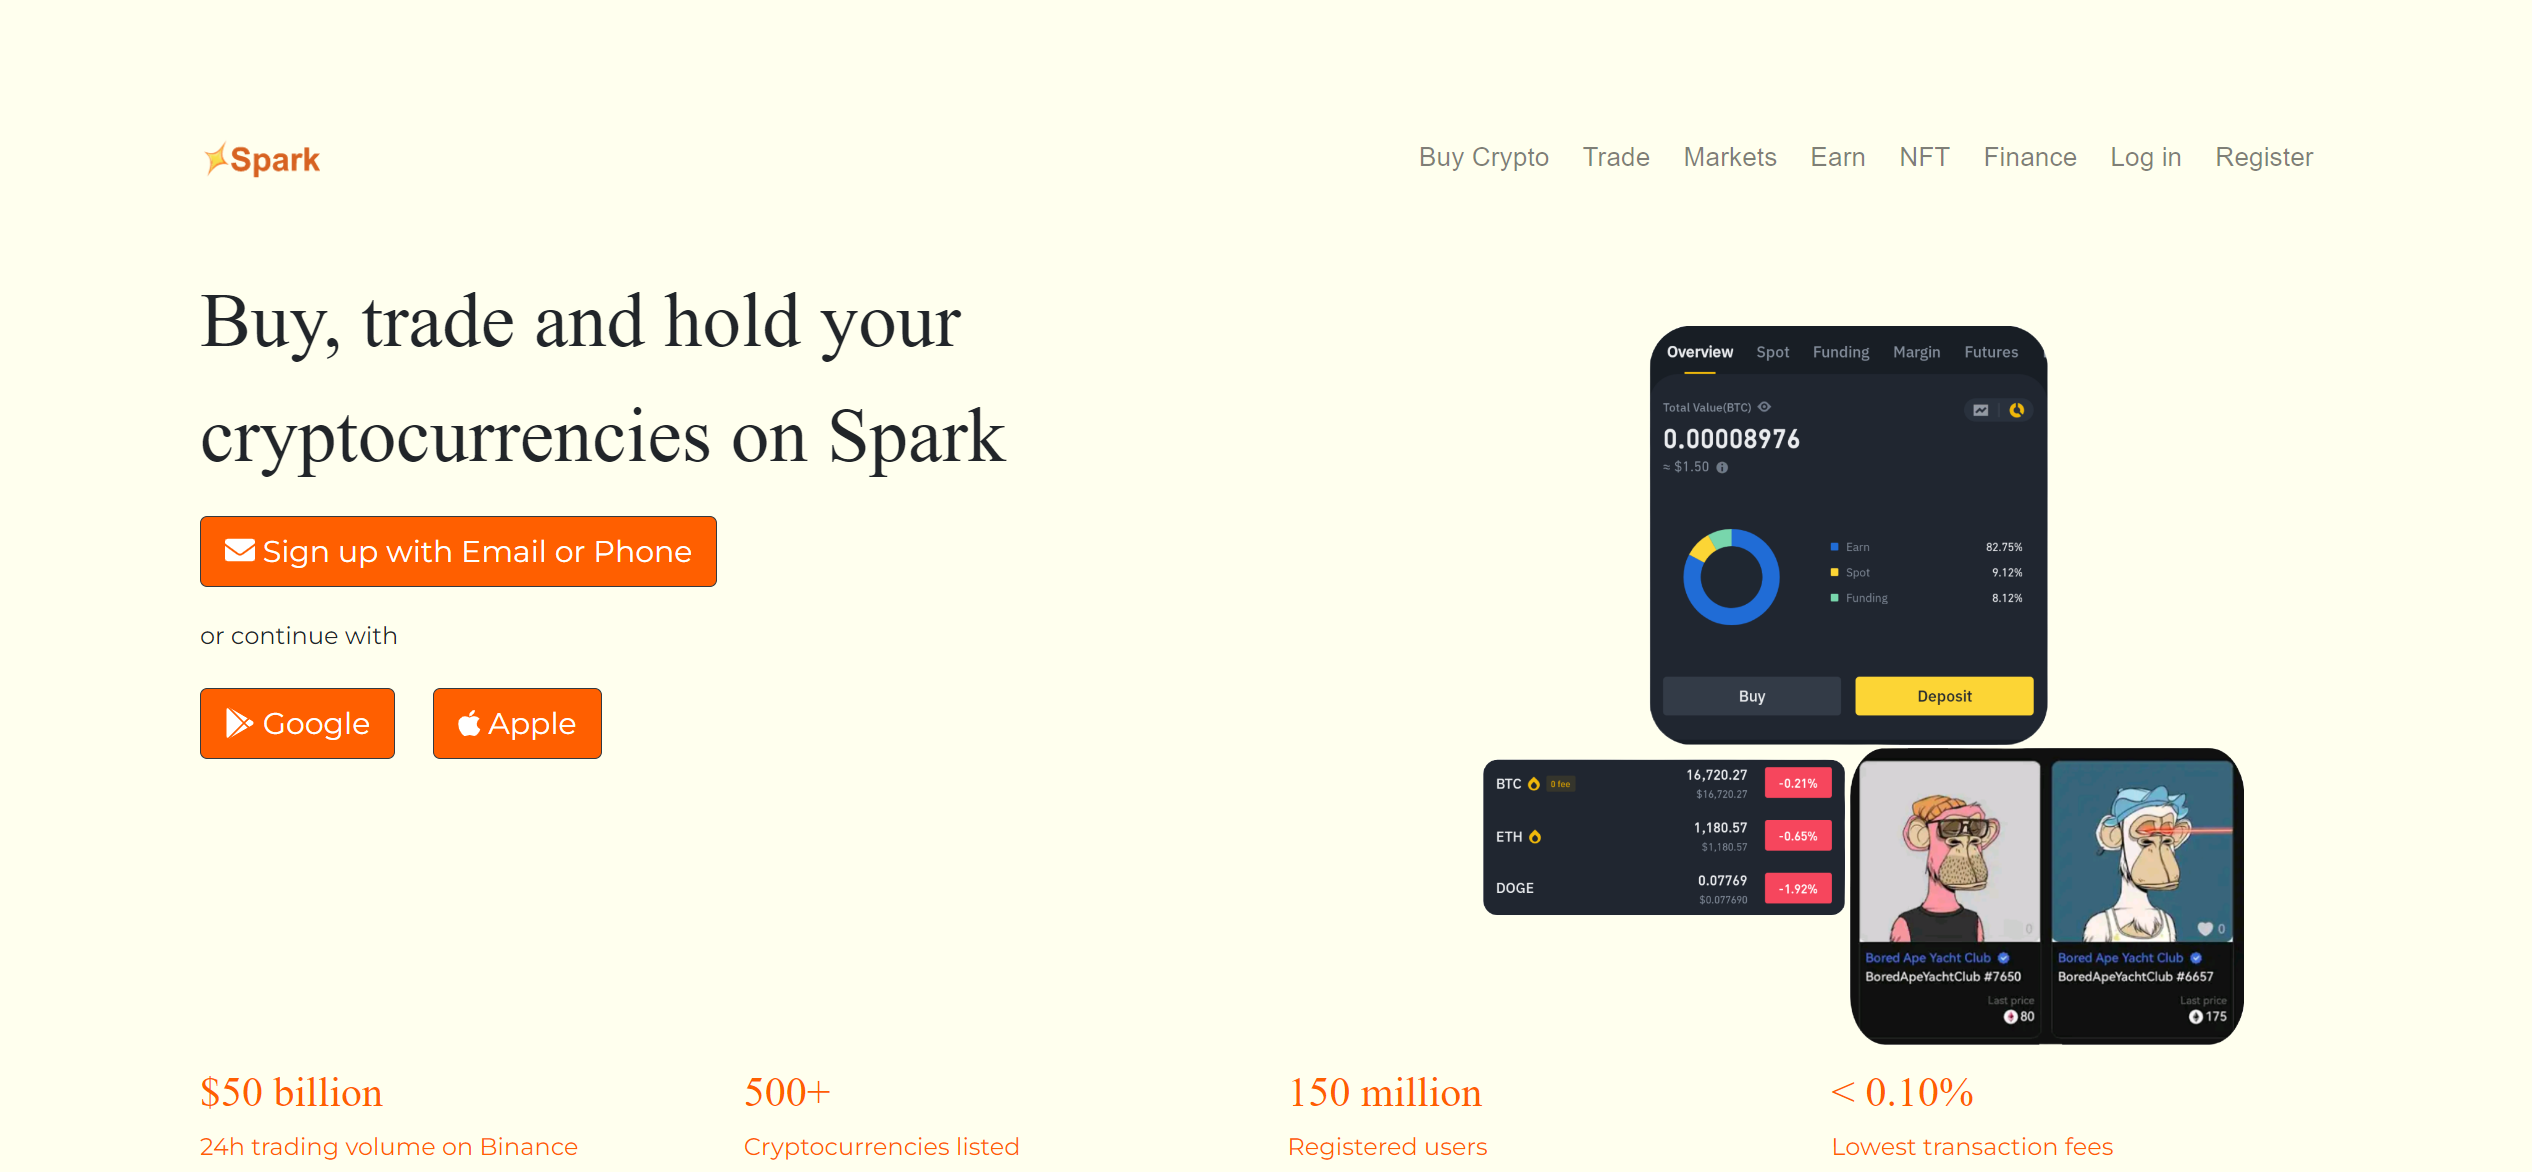 Spark
Buy Crypto Trade Markets Earn NFT Finance Log in Register
Buy, trade and hold your
cryptocurrencies on Spark
Sign up with Email or Phone
or continue with
Google Apple
Overview Spot Funding Margin Futures
Total Value(BTC)
0.00008976
≈ $1.50
Earn 82.75%
Spot 9.12%
Funding 8.12%
Buy Deposit
BTC 0 fee 16,720.27 -0.21%
$16,720.27
ETH 1,180.57 -0.65%
$1,180.57
DOGE 0.07769 -1.92%
$0.077690
0 0
Bored Ape Yacht Club Bored Ape Yacht Club
BoredApeYachtClub #7650 BoredApeYachtClub #6657
Last price Last price
80 175
$50 billion 500+ 150 million < 0.10%
24h trading volume on Binance Cryptocurrencies listed Registered users Lowest transaction fees